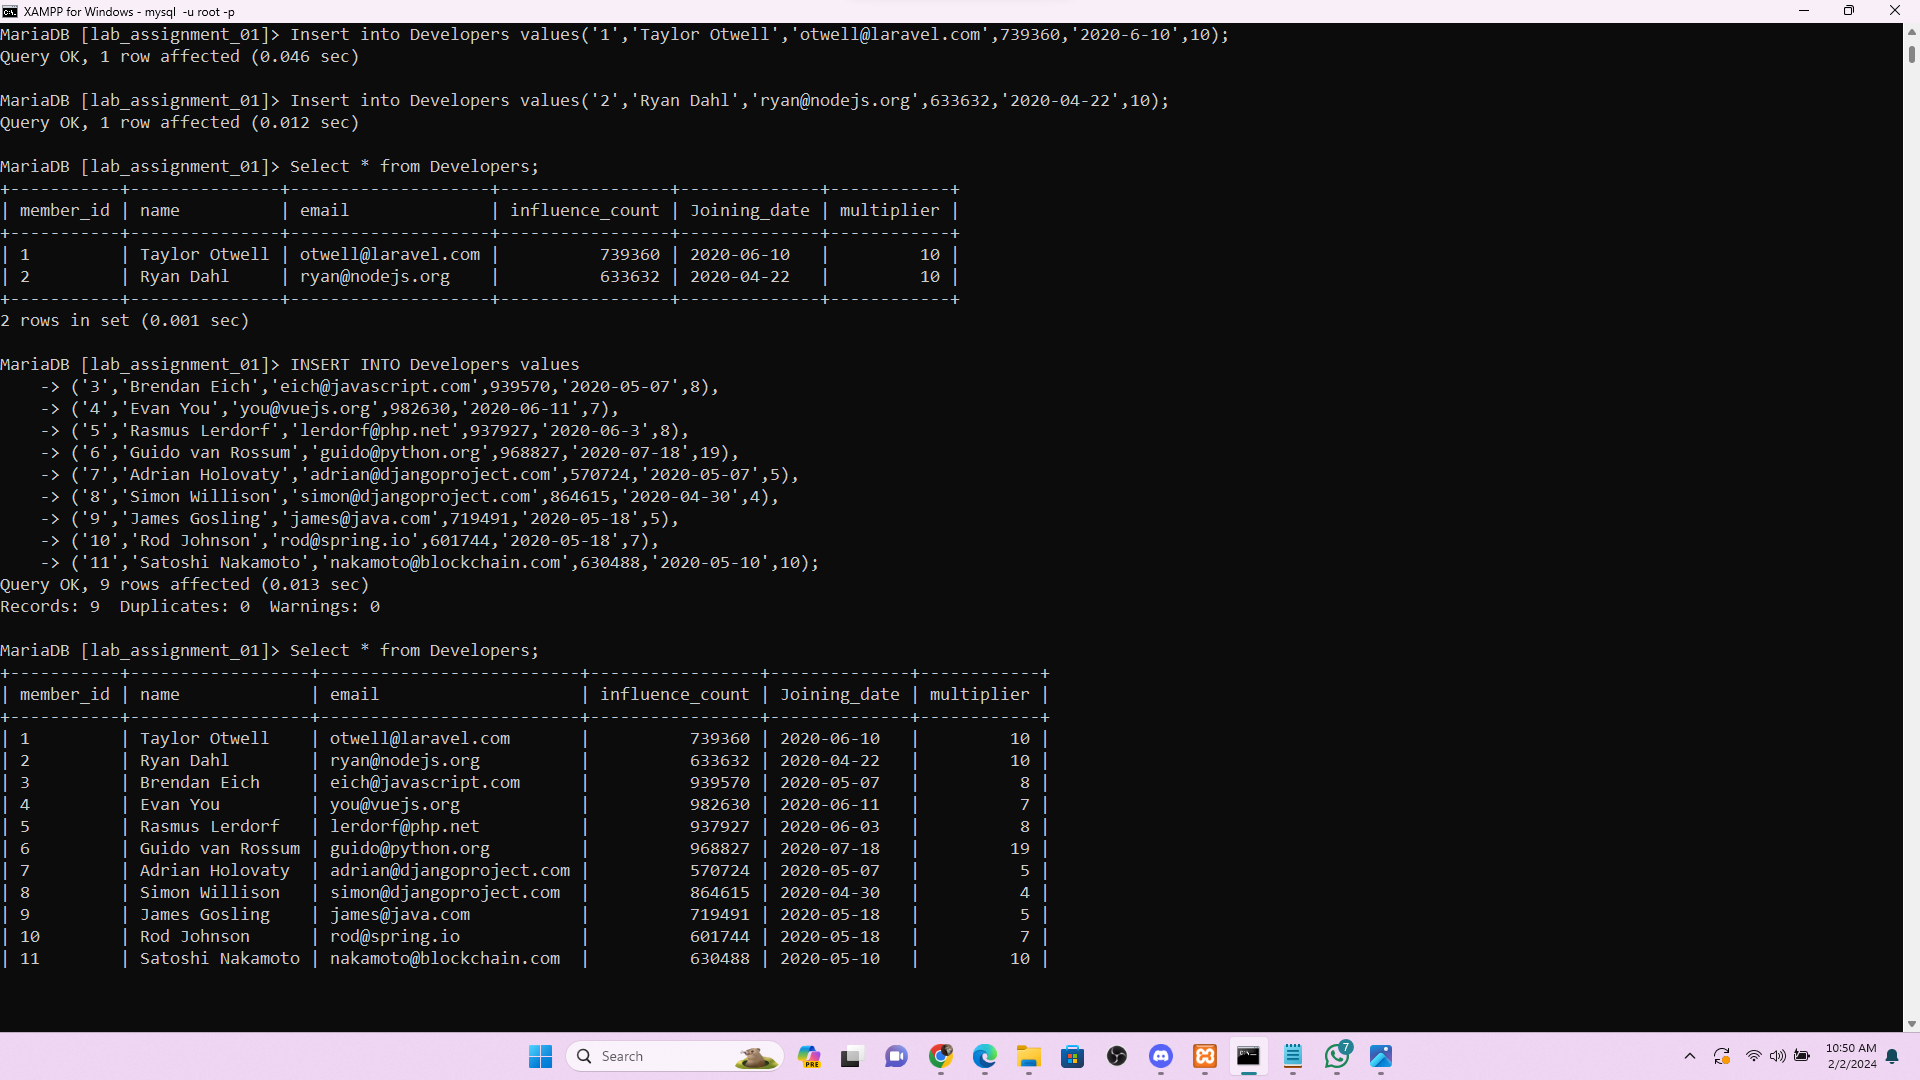 XAMPP for Windows - mysql  -u root -p
MariaDB [lab_assignment_01]> Insert into Developers values('1','Taylor Otwell','otwell@laravel.com',739360,'2020-6-10',10);
Query OK, 1 row affected (0.046 sec)

MariaDB [lab_assignment_01]> Insert into Developers values('2','Ryan Dahl','ryan@nodejs.org',633632,'2020-04-22',10);
Query OK, 1 row affected (0.012 sec)

MariaDB [lab_assignment_01]> Select * from Developers;
+-----------+---------------+--------------------+-----------------+--------------+------------+
| member_id | name          | email              | influence_count | Joining_date | multiplier |
+-----------+---------------+--------------------+-----------------+--------------+------------+
| 1         | Taylor Otwell | otwell@laravel.com |          739360 | 2020-06-10   |         10 |
| 2         | Ryan Dahl     | ryan@nodejs.org    |          633632 | 2020-04-22   |         10 |
+-----------+---------------+--------------------+-----------------+--------------+------------+
2 rows in set (0.001 sec)

MariaDB [lab_assignment_01]> INSERT INTO Developers values
    -> ('3','Brendan Eich','eich@javascript.com',939570,'2020-05-07',8),
    -> ('4','Evan You','you@vuejs.org',982630,'2020-06-11',7),
    -> ('5','Rasmus Lerdorf','lerdorf@php.net',937927,'2020-06-3',8),
    -> ('6','Guido van Rossum','guido@python.org',968827,'2020-07-18',19),
    -> ('7','Adrian Holovaty','adrian@djangoproject.com',570724,'2020-05-07',5),
    -> ('8','Simon Willison','simon@djangoproject.com',864615,'2020-04-30',4),
    -> ('9','James Gosling','james@java.com',719491,'2020-05-18',5),
    -> ('10','Rod Johnson','rod@spring.io',601744,'2020-05-18',7),
    -> ('11','Satoshi Nakamoto','nakamoto@blockchain.com',630488,'2020-05-10',10);
Query OK, 9 rows affected (0.013 sec)
Records: 9  Duplicates: 0  Warnings: 0

MariaDB [lab_assignment_01]> Select * from Developers;
+-----------+------------------+--------------------------+-----------------+--------------+------------+
| member_id | name             | email                    | influence_count | Joining_date | multiplier |
+-----------+------------------+--------------------------+-----------------+--------------+------------+
| 1         | Taylor Otwell    | otwell@laravel.com       |          739360 | 2020-06-10   |         10 |
| 2         | Ryan Dahl        | ryan@nodejs.org          |          633632 | 2020-04-22   |         10 |
| 3         | Brendan Eich     | eich@javascript.com      |          939570 | 2020-05-07   |          8 |
| 4         | Evan You         | you@vuejs.org            |          982630 | 2020-06-11   |          7 |
| 5         | Rasmus Lerdorf   | lerdorf@php.net          |          937927 | 2020-06-03   |          8 |
| 6         | Guido van Rossum | guido@python.org         |          968827 | 2020-07-18   |         19 |
| 7         | Adrian Holovaty  | adrian@djangoproject.com |          570724 | 2020-05-07   |          5 |
| 8         | Simon Willison   | simon@djangoproject.com  |          864615 | 2020-04-30   |          4 |
| 9         | James Gosling    | james@java.com           |          719491 | 2020-05-18   |          5 |
| 10        | Rod Johnson      | rod@spring.io            |          601744 | 2020-05-18   |          7 |
| 11        | Satoshi Nakamoto | nakamoto@blockchain.com  |          630488 | 2020-05-10   |         10 |
Search
PRE
7
10:50 AM
2/2/2024